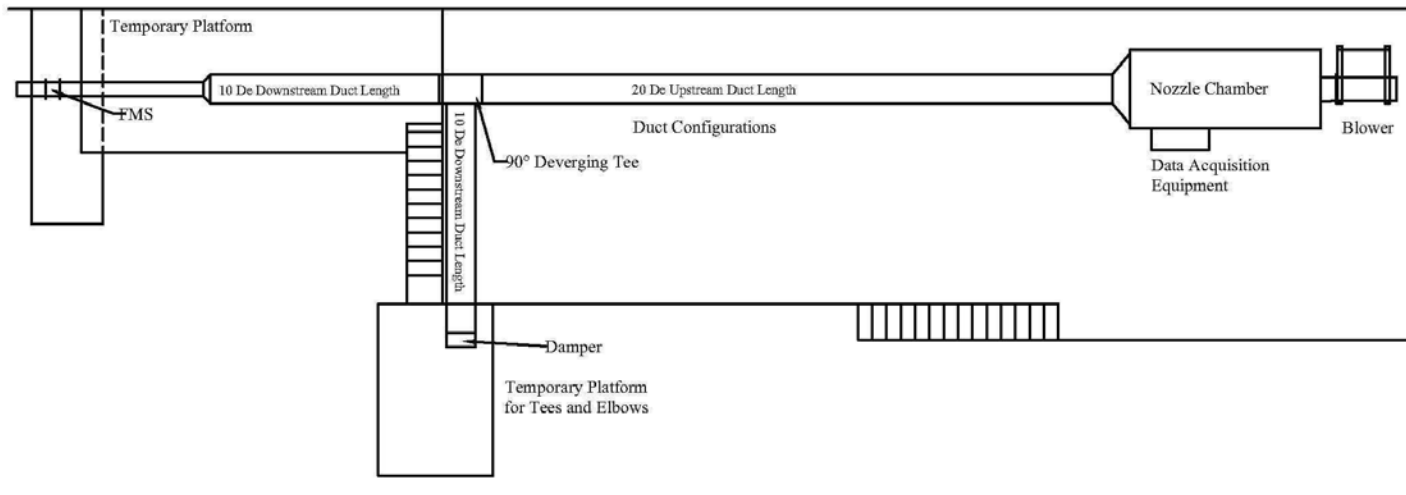 Temporary Platform
10 De Downstream Duct Length
20 De Upstream Duct Length
Nozzle Chamber
FMS
Duct Configurations
Blower
10 De Downstream Duct Length
90° Deverging Tee
Data Acquisition
Equipment
Damper
Temporary Platform
for Tees and Elbows